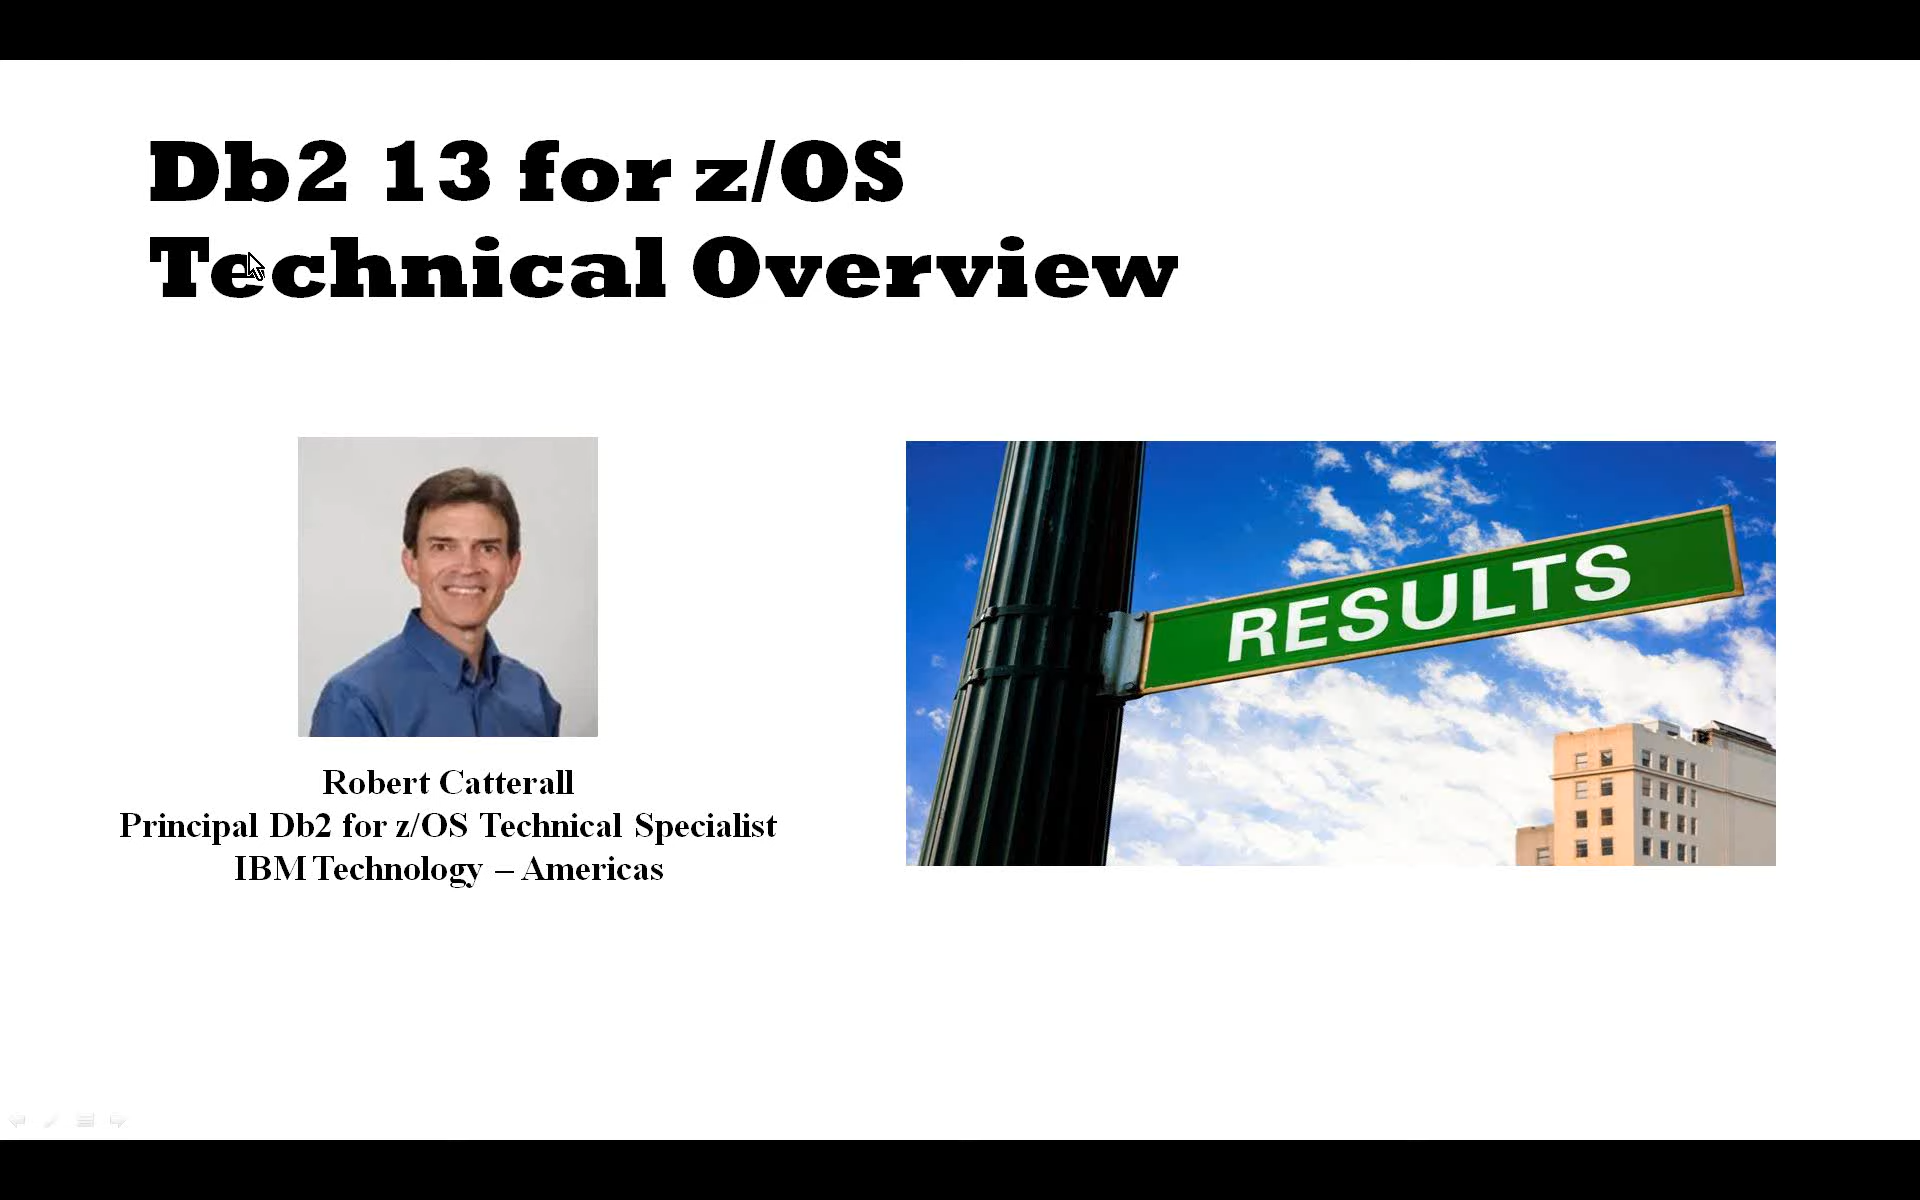 Db2 13 for z/OS
Technical Overview
RESULTS
Robert Catterall
Principal Db2 for z/OS Technical Specialist
IBM Technology – Americas